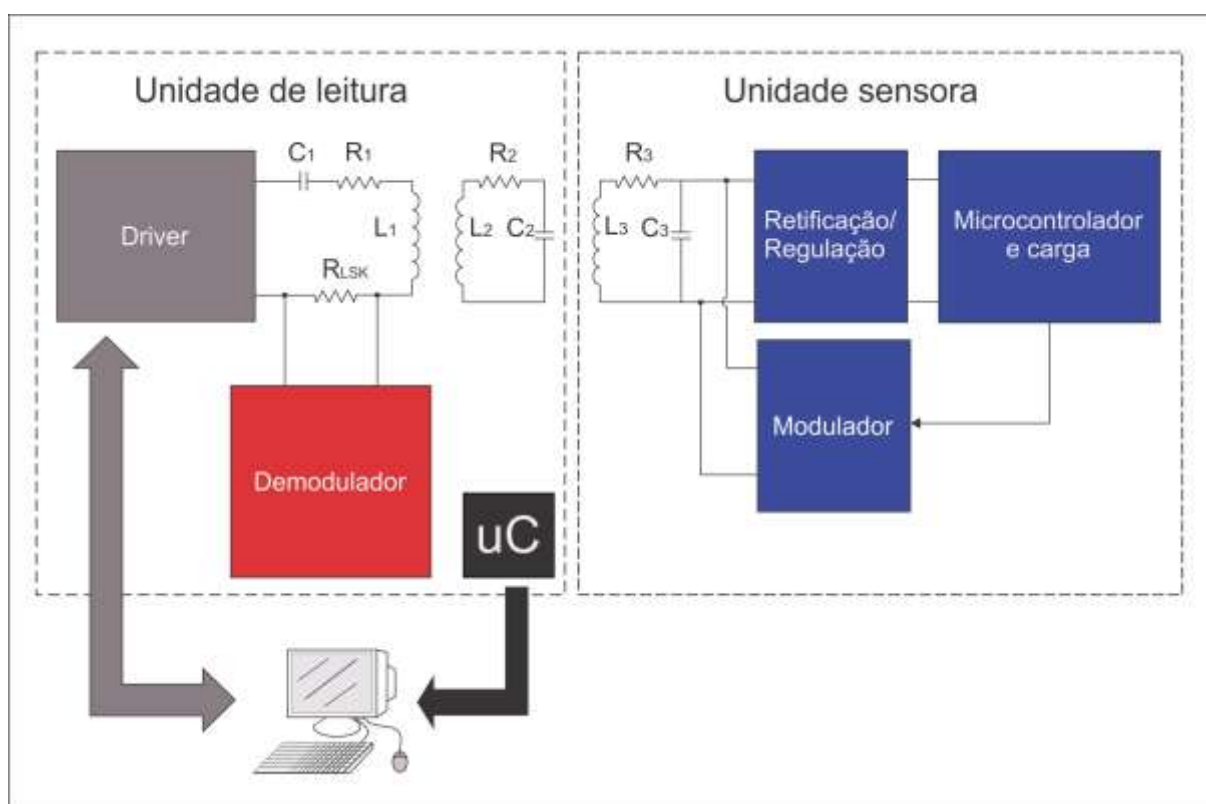 Unidade de leitura
Unidade sensora
Driver
C1
R1
L1
RLSK
R2
L2
C2
R3
L3
C3
Retificação/
Regulação
Microcontrolador
e carga
Modulador
Demodulador
uC